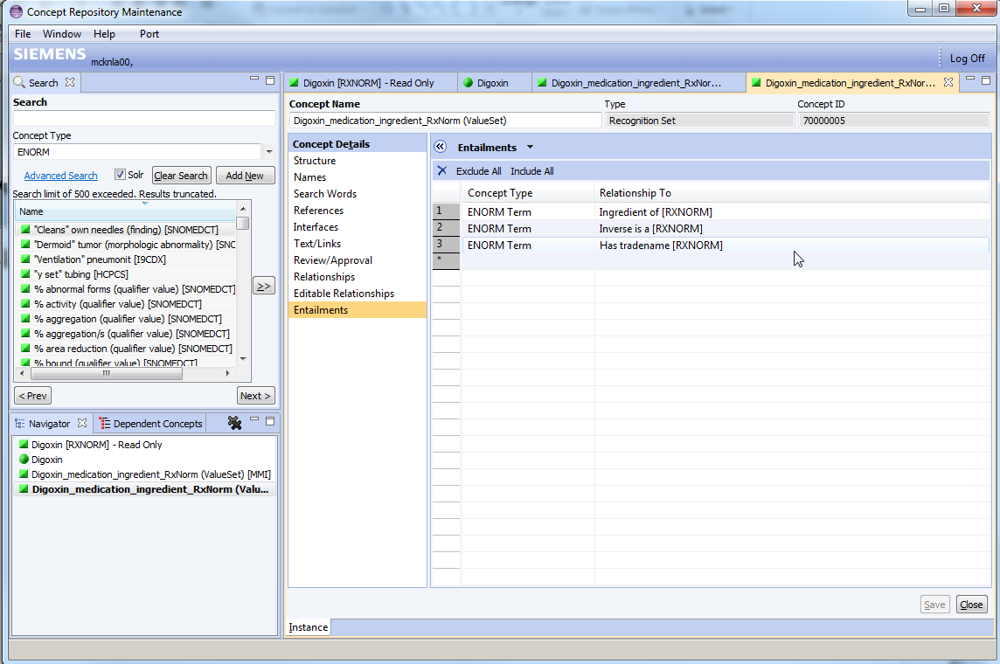 Concept Repository Maintenance
File Window Help Port
SIEMENS mcknla00,
Log Off
Search
Search
Concept Type
ENORM
Advanced Search Solr Clear Search Add New
Search limit of 500 exceeded. Results truncated.
Name
"Cleans" own needles (finding) [SNOMEDCT]
"Dermoid" tumor (morphologic abnormality) [SNC
"Ventilation" pneumonit [I9CDX]
"y set" tubing [HCPCS]
% abnormal forms (qualifier value) [SNOMEDCT]
% activity (qualifier value) [SNOMEDCT]
% aggregation (qualifier value) [SNOMEDCT]
% aggregation/s (qualifier value) [SNOMEDCT]
% area reduction (qualifier value) [SNOMEDCT]
% bound (qualifier value) [SNOMEDCT]
>>
< Prev Next >
Navigator Dependent Concepts
Digoxin [RXNORM] - Read Only
Digoxin
Digoxin_medication_ingredient_RxNorm (ValueSet) [MMI]
Digoxin_medication_ingredient_RxNorm (Valu...
Digoxin [RXNORM] - Read Only Digoxin Digoxin_medication_ingredient_RxNor... Digoxin_medication_ingredient_RxNor...
Concept Name Type Concept ID
Digoxin_medication_ingredient_RxNorm (ValueSet) Recognition Set 70000005
Concept Details
Structure
Names
Search Words
References
Interfaces
Text/Links
Review/Approval
Relationships
Editable Relationships
Entailments
Entailments
Exclude All Include All
Concept Type Relationship To
1 ENORM Term Ingredient of [RXNORM]
2 ENORM Term Inverse is a [RXNORM]
3 ENORM Term Has tradename [RXNORM]
*
Save Close
Instance